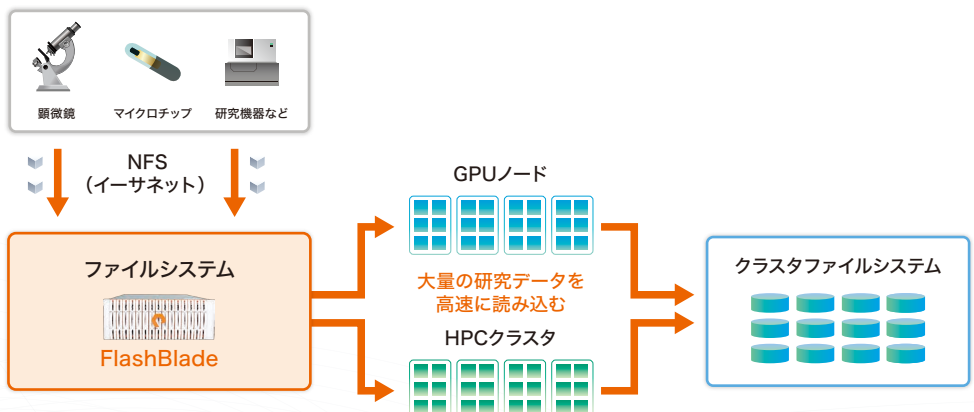 顕微鏡
マイクロチップ
研究機器など
NFS
（イーサネット）
ファイルシステム
FlashBlade
GPUノード
大量の研究データを
高速に読み込む
HPCクラスタ
クラスタファイルシステム